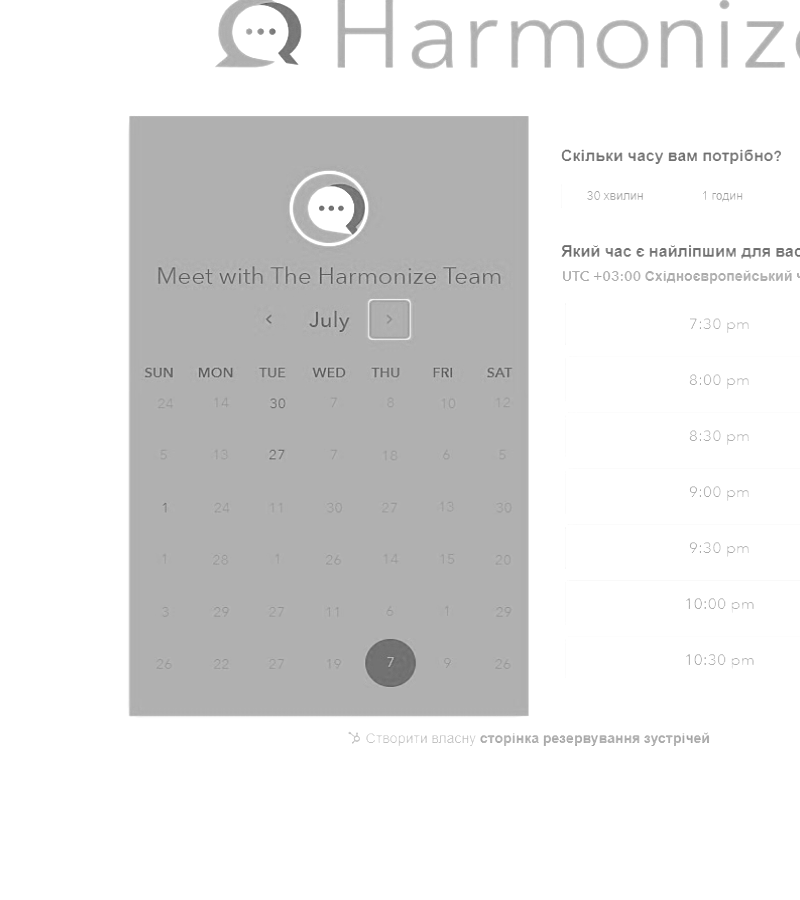 Harmonize
Meet with The Harmonize Team
July
SUN MON TUE WED THU FRI SAT
24 14 30 7 8 10 12
5 13 27 7 18 6 5
1 24 11 30 27 13 30
1 28 1 26 14 15 20
3 29 27 11 6 1 29
26 22 27 19 7 9 26
Скільки часу вам потрібно?
30 хвилин 1 годин
Який час є найліпшим для вас
UTC +03:00 Східноєвропейський ч
7:30 pm
8:00 pm
8:30 pm
9:00 pm
9:30 pm
10:00 pm
10:30 pm
Створити власну сторінка резервування зустрічей